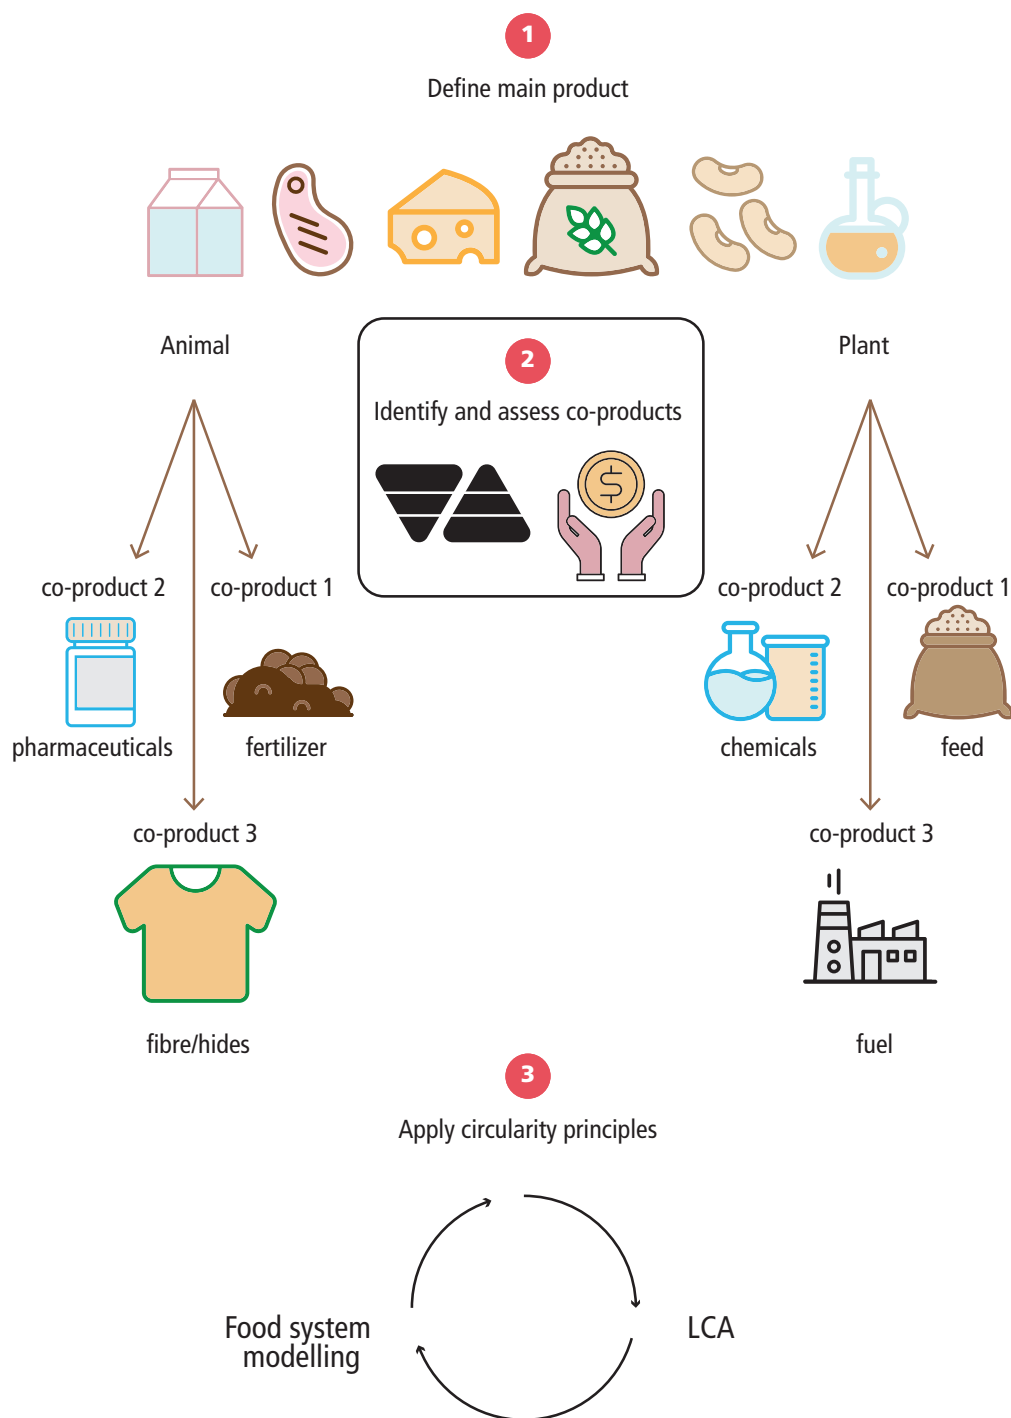 1
Define main product
Animal
Plant
2
Identify and assess co-products
$
co-product 2
co-product 1
co-product 2
co-product 1
pharmaceuticals
fertilizer
chemicals
feed
co-product 3
co-product 3
fibre/hides
fuel
3
Apply circularity principles
Food system
modelling
LCA